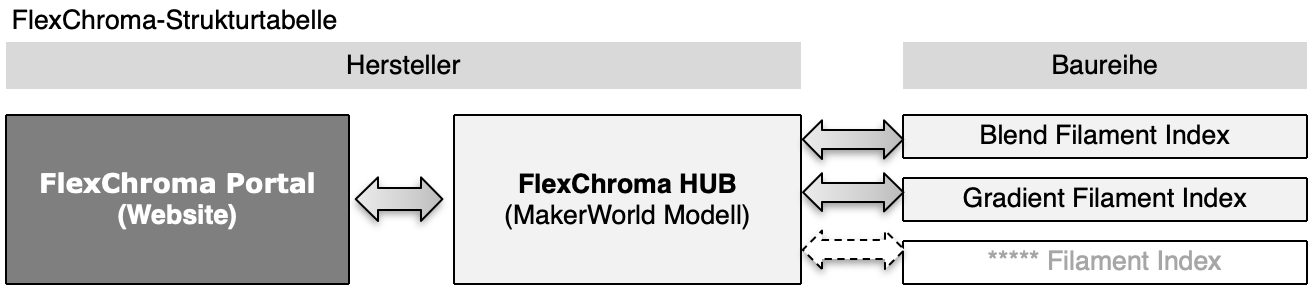 FlexChroma-Strukturtabelle
Hersteller
Baureihe
FlexChroma Portal
(Website)
FlexChroma HUB
(MakerWorld Modell)
Blend Filament Index
Gradient Filament Index
***** Filament Index